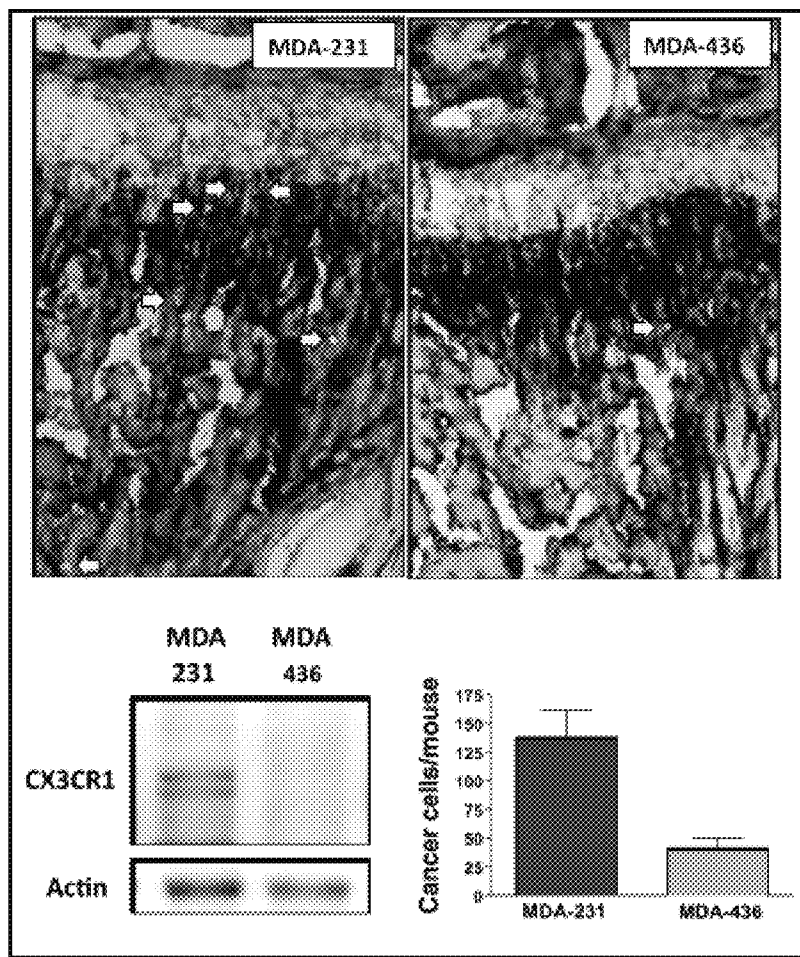 MDA-231
MDA-436
MDA MDA
231 436
CX3CR1
Actin
Cancer cells/mouse
175
150
125
100
75
50
25
0
MDA-231 MDA-436